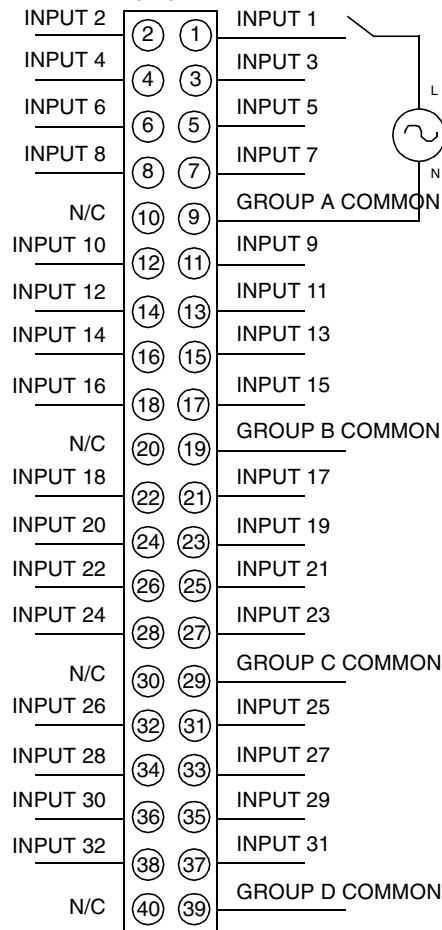 INPUT 2 2 1 INPUT 1
INPUT 4 4 3 INPUT 3
L
INPUT 6 6 5 INPUT 5
INPUT 8 8 7 INPUT 7
N
N/C 10 9 GROUP A COMMON
INPUT 10 12 11 INPUT 9
INPUT 12 14 13 INPUT 11
INPUT 14 16 15 INPUT 13
INPUT 16 18 17 INPUT 15
N/C 20 19 GROUP B COMMON
INPUT 18 22 21 INPUT 17
INPUT 20 24 23 INPUT 19
INPUT 22 26 25 INPUT 21
INPUT 24 28 27 INPUT 23
N/C 30 29 GROUP C COMMON
INPUT 26 32 31 INPUT 25
INPUT 28 34 33 INPUT 27
INPUT 30 36 35 INPUT 29
INPUT 32 38 37 INPUT 31
N/C 40 39 GROUP D COMMON